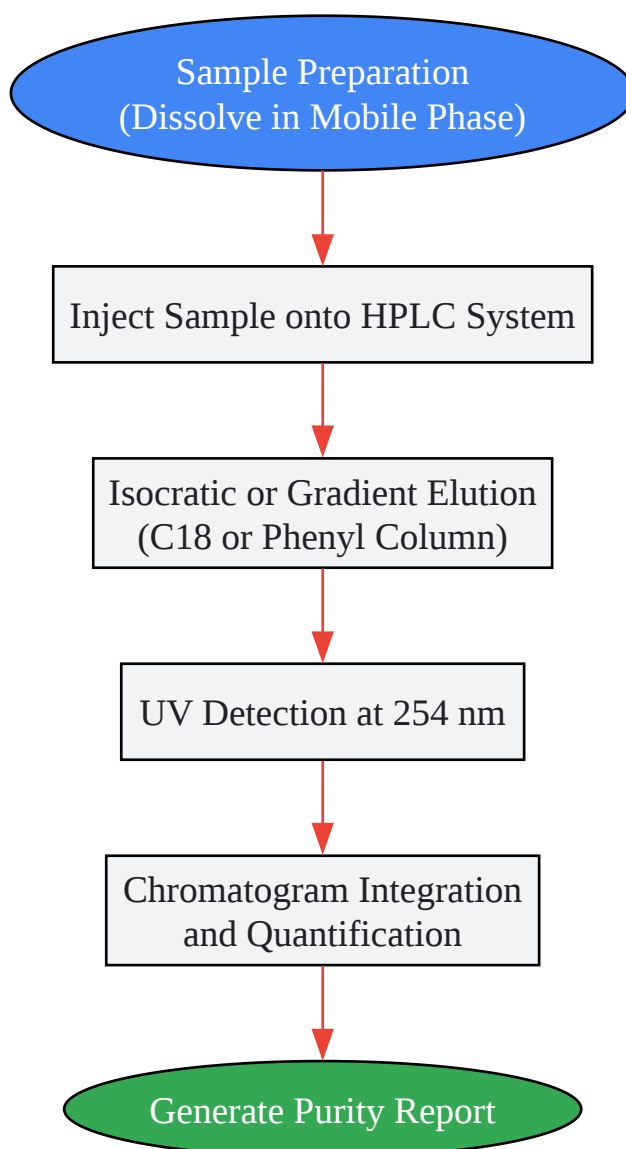 Sample Preparation
(Dissolve in Mobile Phase)
Inject Sample onto HPLC System
Isocratic or Gradient Elution
(C18 or Phenyl Column)
UV Detection at 254 nm
Chromatogram Integration
and Quantification
Generate Purity Report